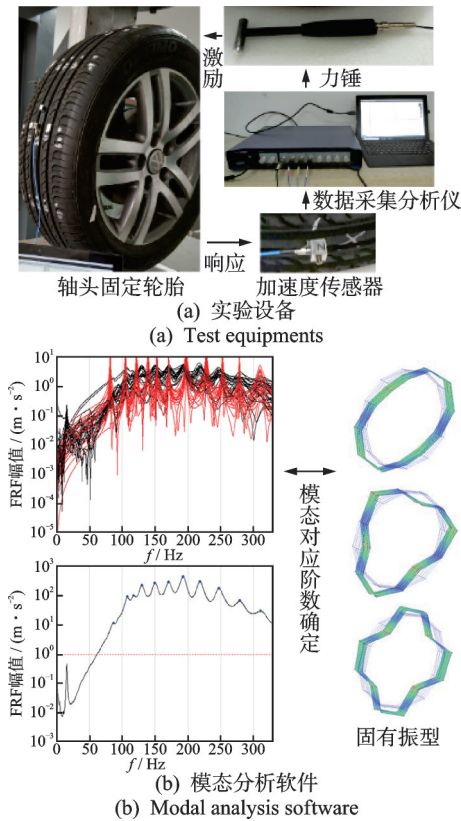 激励
力锤
数据采集分析仪
响应
轴头固定轮胎
加速度传感器
(a) 实验设备
(a) Test equipments
FRF幅值 / (m·s⁻²)
10¹
10⁰
10⁻¹
10⁻²
10⁻³
10⁻⁴
10⁻⁵
0 50 100 150 200 250 300
f / Hz
FRF幅值 / (m·s⁻²)
10³
10²
10¹
10⁰
10⁻¹
10⁻²
10⁻³
0 50 100 150 200 250 300
f / Hz
模态对应阶数确定
固有振型
(b) 模态分析软件
(b) Modal analysis software